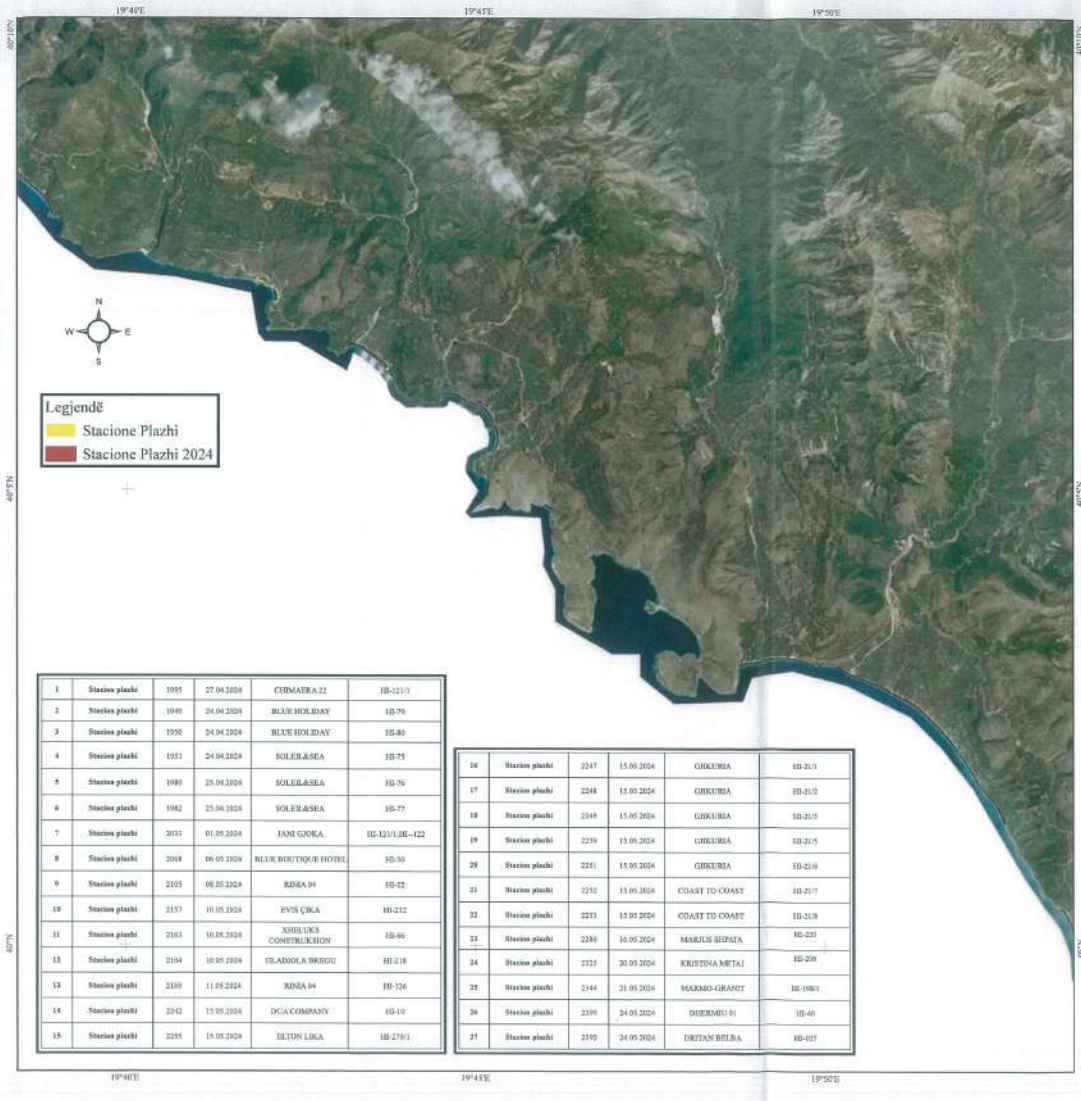 19°40'E 19°45'E 19°50'E
40°10'N
N
W E
S
Legjendë
Stacione Plazhi
Stacione Plazhi 2024
40°5'N
1 Stacion plazhi 1995 27.04.2024 CHIMAERA 22 HI-121/1
2 Stacion plazhi 24.04.2024 BLUE HOLIDAY HI-79
3 Stacion plazhi 1950 24.04.2024 BLUE HOLIDAY HI-80
4 Stacion plazhi 24.04.2024 SOLEIL&SEA HI-75
5 Stacion plazhi 1980 25.04.2024 SOLEIL&SEA HI-76
6 Stacion plazhi 1982 25.04.2024 SOLEIL&SEA HI-77
7 Stacion plazhi 2033 01.05.2024 JANI GJOKA
8 Stacion plazhi 2068 06.05.2024 BLUE BOUTIQUE HOTEL
9 Stacion plazhi 2105 08.05.2024 RINIA 04 HI-22
10 Stacion plazhi 2157 10.05.2024 EVIS ÇIKA HI-212
11 Stacion plazhi 2163 10.05.2024 XHELUKS CONSTRUKSION HI-66
12 Stacion plazhi 2164 10.05.2024 GLADIOLA BREGU HI-218
13 Stacion plazhi 2169 11.05.2024 RINIA 04 HI-126
14 Stacion plazhi 2242 15.05.2024 DUA COMPANY HI-10
15 Stacion plazhi 2255 15.05.2024 ELTON LIKA
16 Stacion plazhi 2247 15.05.2024 GJIKURIA HI-21/1
17 Stacion plazhi 2248 15.05.2024 GJIKURIA HI-21/2
18 Stacion plazhi 2249 15.05.2024 GJIKURIA HI-21/3
19 Stacion plazhi 2250 15.05.2024 GJIKURIA HI-21/5
20 Stacion plazhi 2251 15.05.2024 GJIKURIA HI-21/6
21 Stacion plazhi 2252 15.05.2024 COAST TO COAST HI-21/7
22 Stacion plazhi 2253 15.05.2024 COAST TO COAST HI-21/8
23 Stacion plazhi 2280 16.05.2024 MARJUS SHPATA HI-220
24 Stacion plazhi 2325 20.05.2024 KRISTINA METAJ HI-206
25 Stacion plazhi 2344 21.05.2024 MARMO-GRANIT HI-198/1
26 Stacion plazhi 24.05.2024 DHERMIU 01
27 Stacion plazhi 2392 24.05.2024 DRITAN BELBA HI-107
40°N
19°40'E 19°45'E 19°50'E